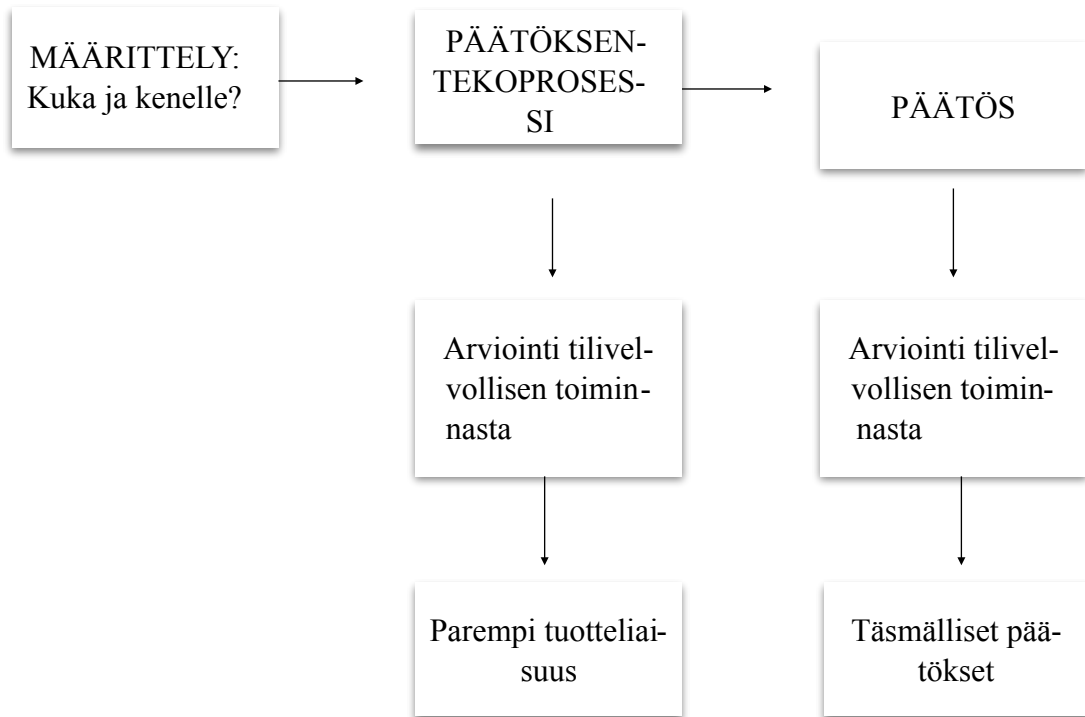 MÄÄRITTELY:
Kuka ja kenelle?
PÄÄTÖKSEN-
TEKOPROSES-
SI
PÄÄTÖS
Arviointi tilivel-
vollisen toimin-
nasta
Arviointi tilivel-
vollisen toimin-
nasta
Parempi tuotteliai-
suus
Täsmälliset pää-
tökset